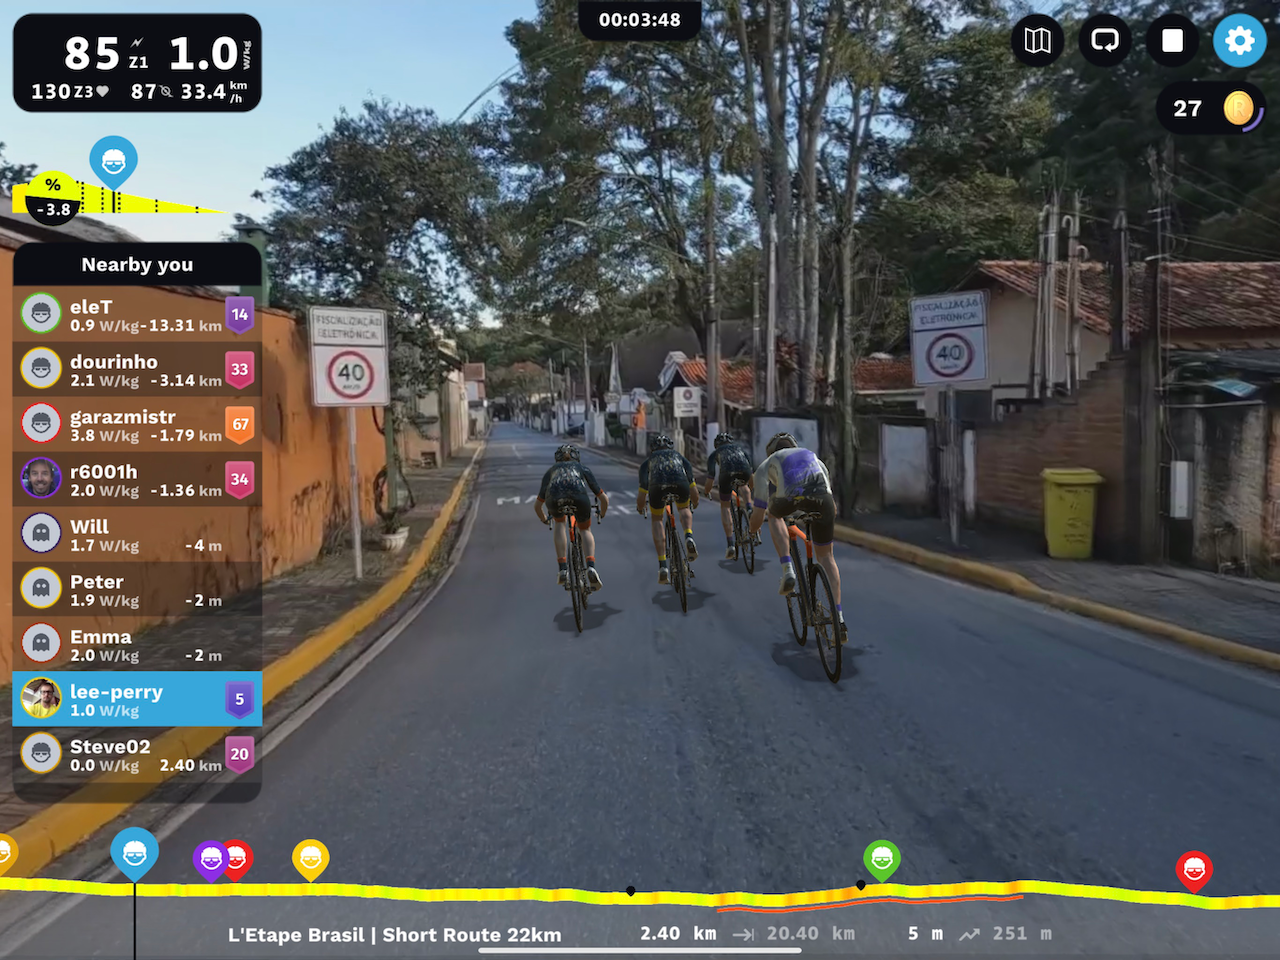 85 Z1 1.0 W/kg
130 Z3 87 33.4 km/h
00:03:48
27
%
-3.8
Nearby you
eleT
0.9 W/kg -13.31 km
14
dourinho
2.1 W/kg -3.14 km
33
garazmistr
3.8 W/kg -1.79 km
67
r6001h
2.0 W/kg -1.36 km
34
Will
1.7 W/kg -4 m
Peter
1.9 W/kg -2 m
Emma
2.0 W/kg -2 m
lee-perry
1.0 W/kg
5
Steve02
0.0 W/kg 2.40 km
20
FISCALIZAÇÃO
ELETRÔNICA
40
FISCALIZAÇÃO
ELETRÔNICA
40
L'Etape Brasil | Short Route 22km
2.40 km 20.40 km 5 m 251 m